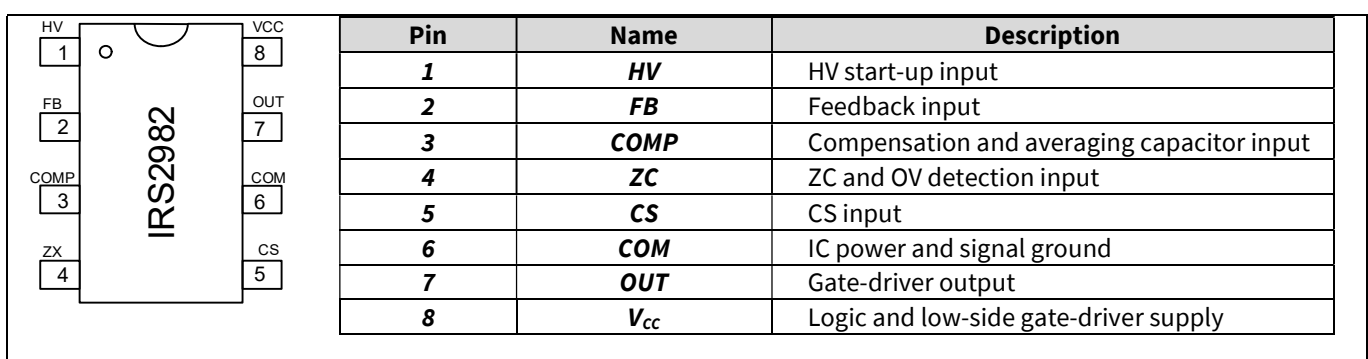 HV
1
VCC
8
FB
2
OUT
7
COMP
3
COM
6
ZX
4
CS
5
IRS2982
Pin Name Description
1 HV HV start-up input
2 FB Feedback input
3 COMP Compensation and averaging capacitor input
4 ZC ZC and OV detection input
5 CS CS input
6 COM IC power and signal ground
7 OUT Gate-driver output
8 VCC Logic and low-side gate-driver supply